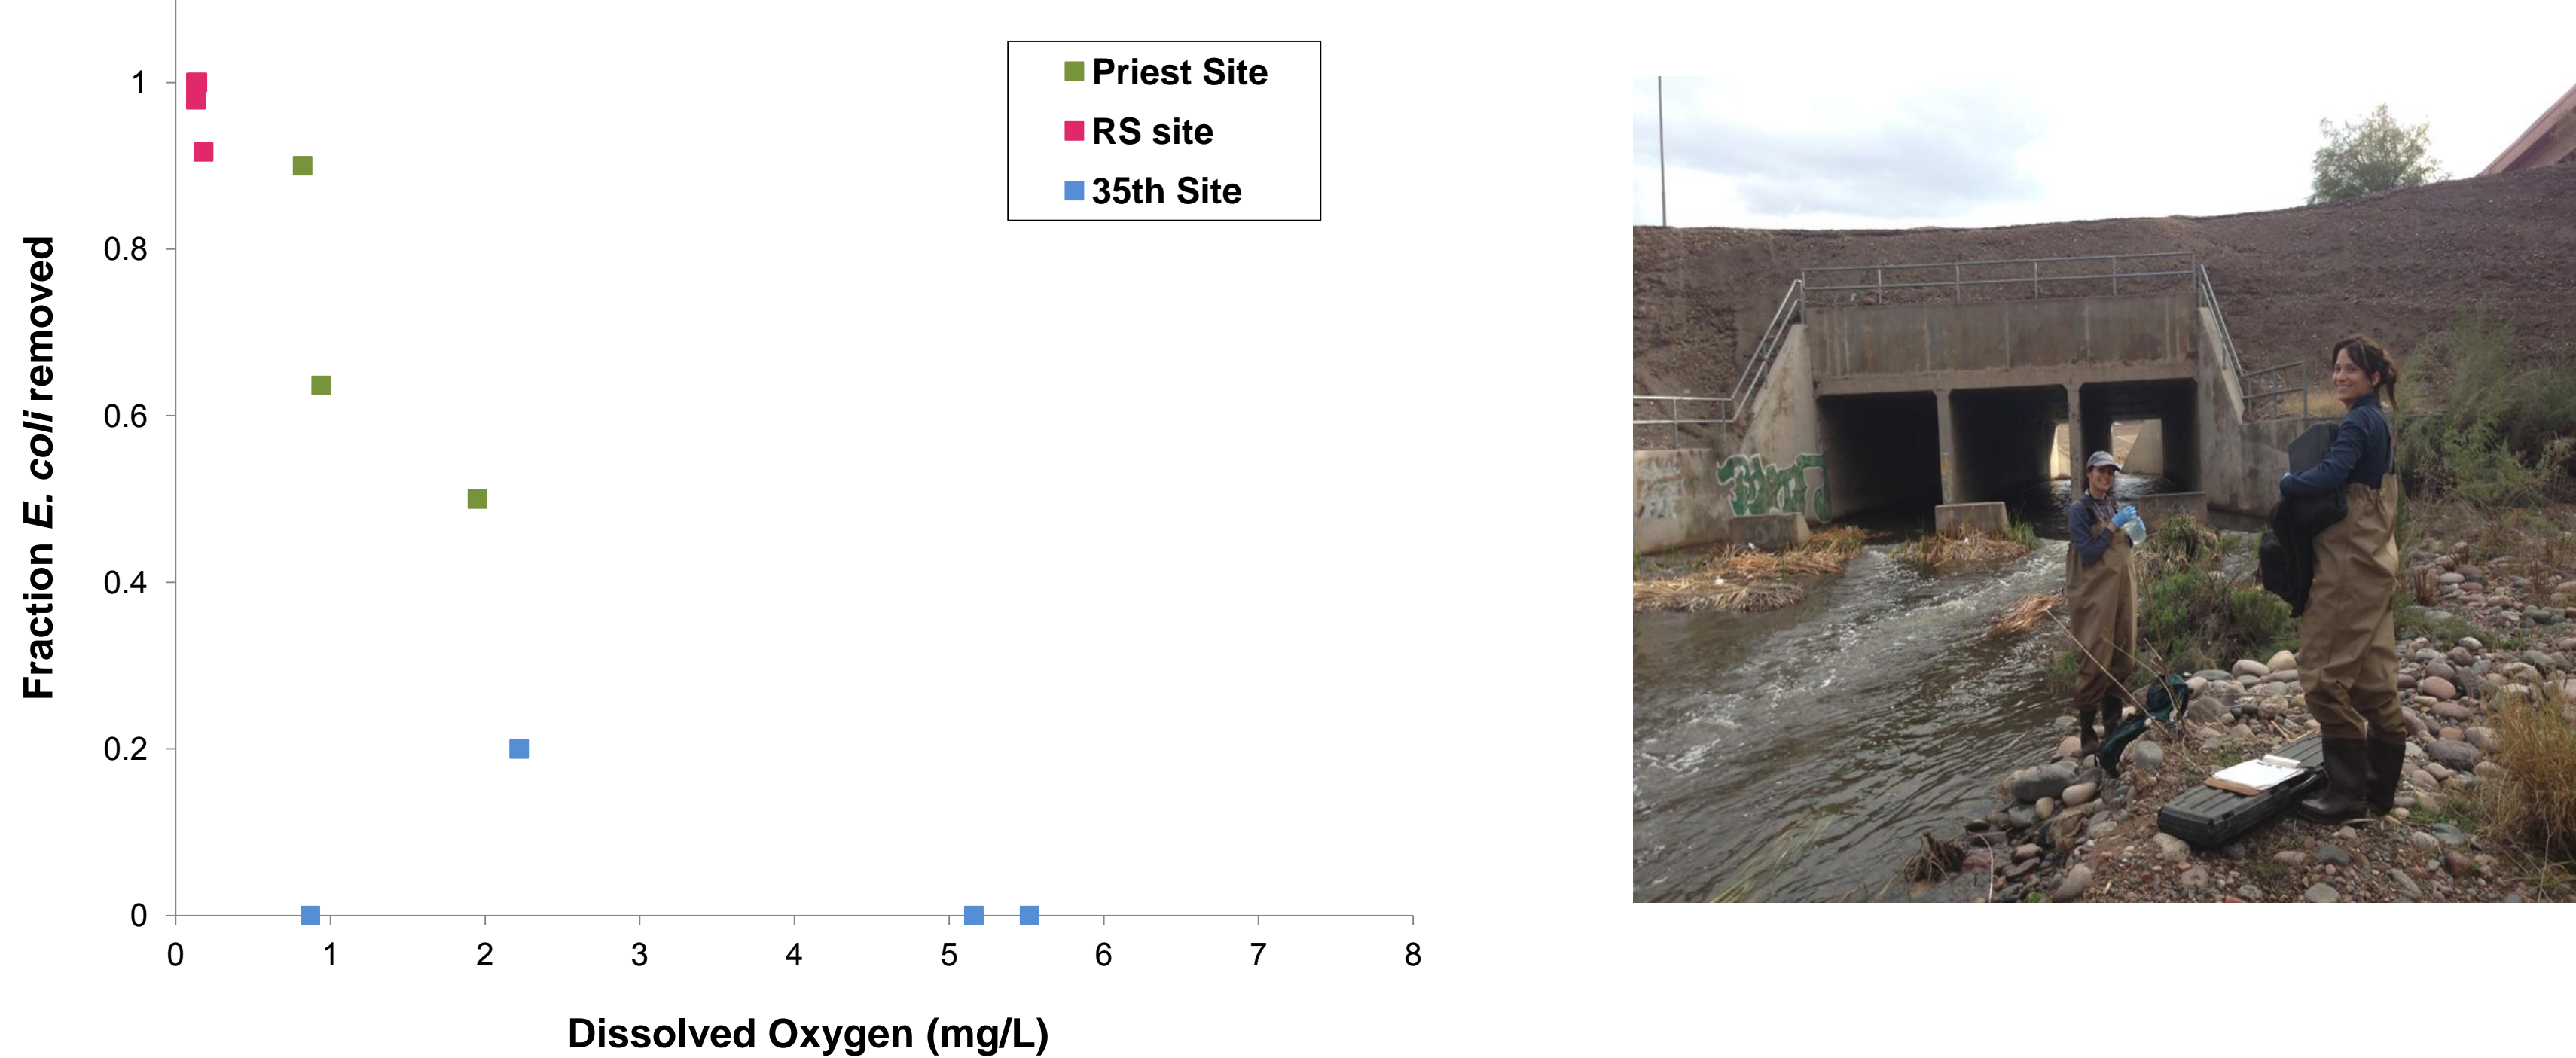 Priest Site
RS site
35th Site
Fraction E. coli removed
1
0.8
0.6
0.4
0.2
0
0 1 2 3 4 5 6 7 8
Dissolved Oxygen (mg/L)